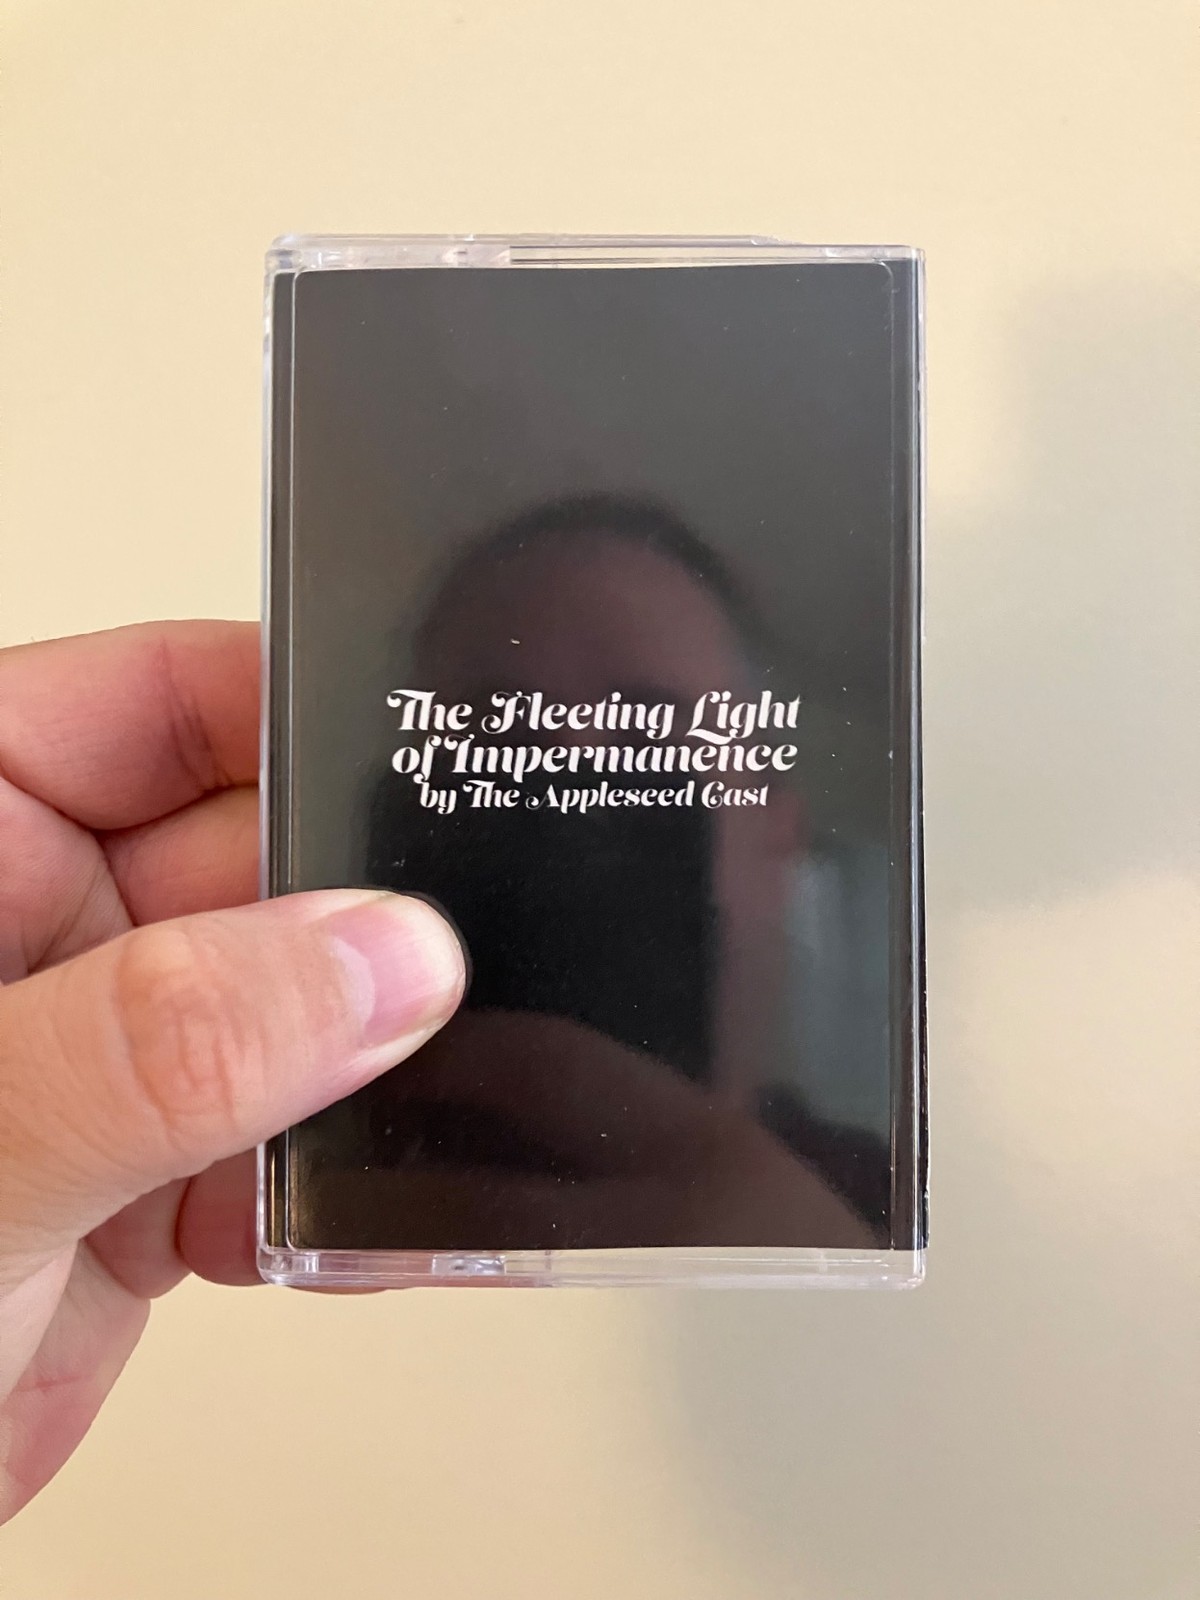 The Fleeting Light
of Impermanence
by The Appleseed Cast